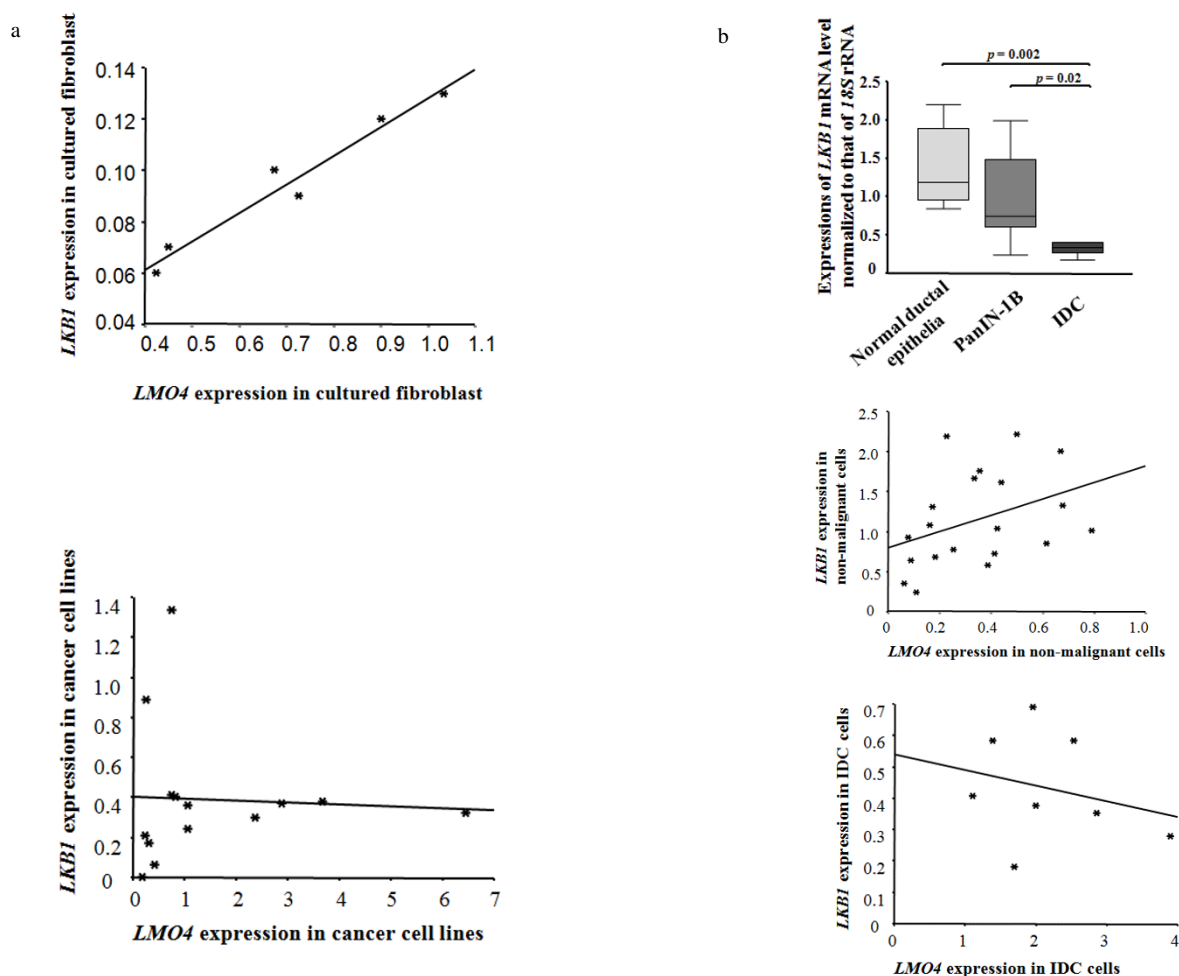 a
LKB1 expression in cultured fibroblast
0.14
0.12
0.10
0.08
0.06
0.04
0.4 0.5 0.6 0.7 0.8 0.9 1.0 1.1
LMO4 expression in cultured fibroblast
LKB1 expression in cancer cell lines
1.4
1.2
1.0
0.8
0.6
0.4
0.2
0
0 1 2 3 4 5 6 7
LMO4 expression in cancer cell lines
b
Expressions of LKB1 mRNA level
normalized to that of 18S rRNA
p = 0.002
p = 0.02
2.5
2.0
1.5
1.0
0.5
0
Normal ductal
epithelia
PanIN-1B
IDC
LKB1 expression in
non-malignant cells
2.5
2.0
1.5
1.0
0.5
0
0 0.2 0.4 0.6 0.8 1.0
LMO4 expression in non-malignant cells
LKB1 expression in IDC cells
0.7
0.6
0.5
0.4
0.3
0.2
0.1
0
0 1 2 3 4
LMO4 expression in IDC cells